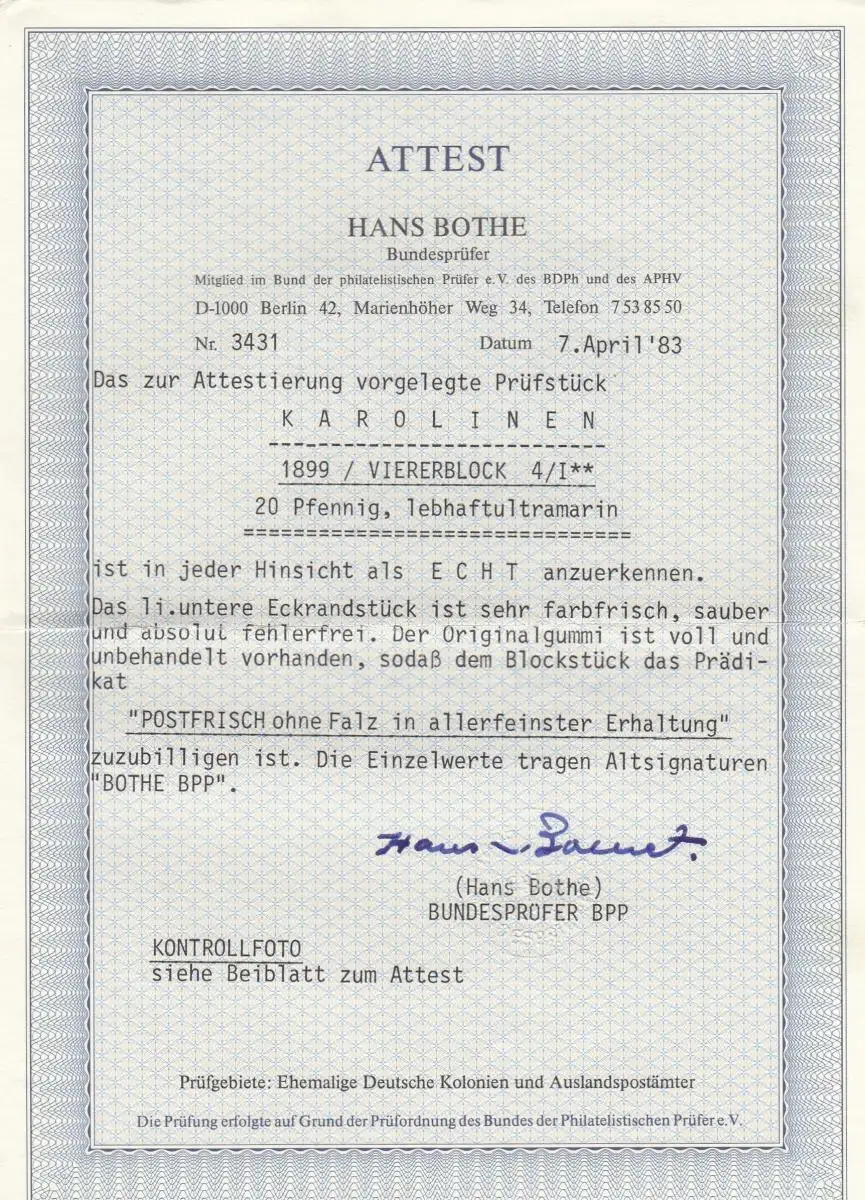 ATTEST
HANS BOTHE
Bundesprüfer
Mitglied im Bund der philatelistischen Prüfer e.V. des BDPh und des APHV
D-1000 Berlin 42, Marienhöher Weg 34, Telefon 7 53 85 50
Nr. 3431 Datum 7.April'83
Das zur Attestierung vorgelegte Prüfstück
K A R O L I N E N
1899 / VIERERBLOCK 4/I**
20 Pfennig, lebhaftultramarin
ist in jeder Hinsicht als E C H T anzuerkennen.
Das li.untere Eckrandstück ist sehr farbfrisch, sauber
und absolut fehlerfrei. Der Originalgummi ist voll und
unbehandelt vorhanden, sodaß dem Blockstück das Prädi-
kat
"POSTFRISCH ohne Falz in allerfeinster Erhaltung"
zuzubilligen ist. Die Einzelwerte tragen Altsignaturen
"BOTHE BPP".
(Hans Bothe)
BUNDESPRÜFER BPP
KONTROLLFOTO
siehe Beiblatt zum Attest
Prüfgebiete: Ehemalige Deutsche Kolonien und Auslandspostämter
Die Prüfung erfolgte auf Grund der Prüfordnung des Bundes der Philatelistischen Prüfer e.V.